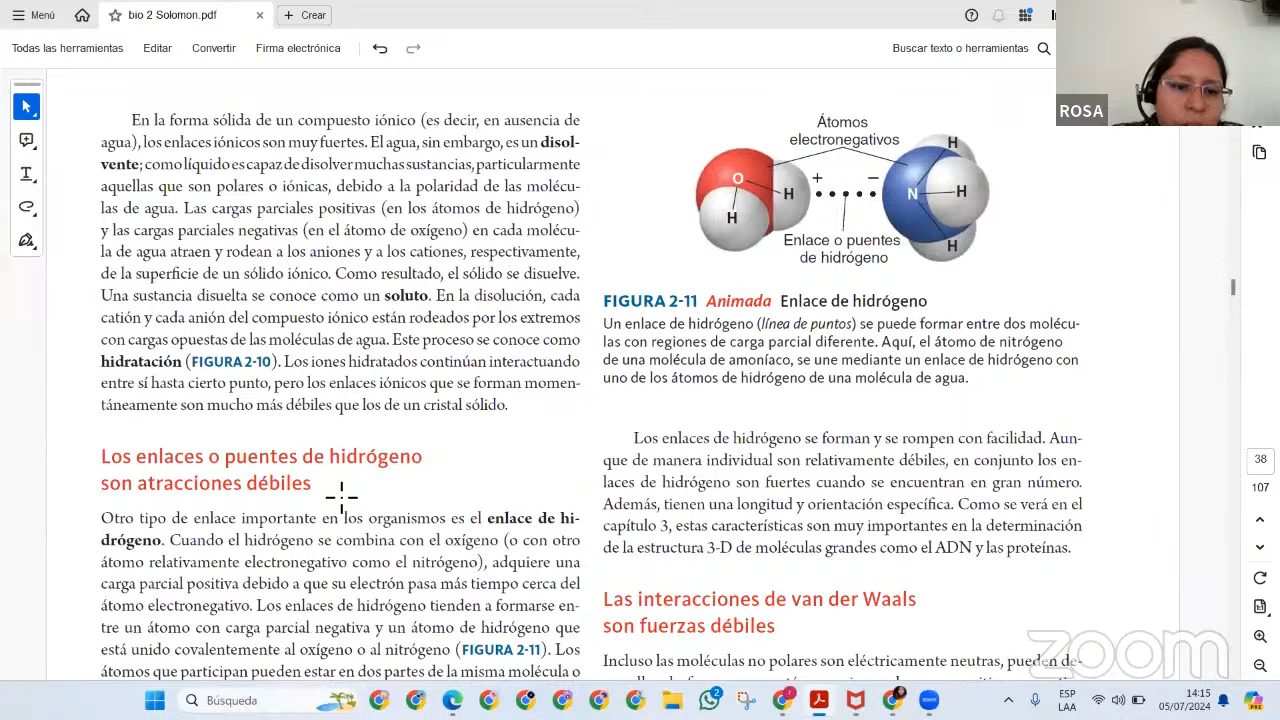 Menú
bio 2 Solomon.pdf
Crear
Todas las herramientas
Editar
Convertir
Firma electrónica
Buscar texto o herramientas
ROSA
En la forma sólida de un compuesto iónico (es decir, en ausencia de
agua), los enlaces iónicos son muy fuertes. El agua, sin embargo, es un disol-
vente; como líquido es capaz de disolver muchas sustancias, particularmente
aquellas que son polares o iónicas, debido a la polaridad de las molécu-
las de agua. Las cargas parciales positivas (en los átomos de hidrógeno)
y las cargas parciales negativas (en el átomo de oxígeno) en cada molécu-
la de agua atraen y rodean a los aniones y a los cationes, respectivamente,
de la superficie de un sólido iónico. Como resultado, el sólido se disuelve.
Una sustancia disuelta se conoce como un soluto. En la disolución, cada
catión y cada anión del compuesto iónico están rodeados por los extremos
con cargas opuestas de las moléculas de agua. Este proceso se conoce como
hidratación (FIGURA 2-10). Los iones hidratados continúan interactuando
entre sí hasta cierto punto, pero los enlaces iónicos que se forman momen-
táneamente son mucho más débiles que los de un cristal sólido.
Los enlaces o puentes de hidrógeno
son atracciones débiles
Otro tipo de enlace importante en los organismos es el enlace de hi-
drógeno. Cuando el hidrógeno se combina con el oxígeno (o con otro
átomo relativamente electronegativo como el nitrógeno), adquiere una
carga parcial positiva debido a que su electrón pasa más tiempo cerca del
átomo electronegativo. Los enlaces de hidrógeno tienden a formarse en-
tre un átomo con carga parcial negativa y un átomo de hidrógeno que
está unido covalentemente al oxígeno o al nitrógeno (FIGURA 2-11). Los
átomos que participan pueden estar en dos partes de la misma molécula o
Átomos
electronegativos
O
H
H
+
−
N
H
H
H
Enlace o puentes
de hidrógeno
FIGURA 2-11 Animada Enlace de hidrógeno
Un enlace de hidrógeno (línea de puntos) se puede formar entre dos molécu-
las con regiones de carga parcial diferente. Aquí, el átomo de nitrógeno
de una molécula de amoníaco, se une mediante un enlace de hidrógeno con
uno de los átomos de hidrógeno de una molécula de agua.
Los enlaces de hidrógeno se forman y se rompen con facilidad. Aun-
que de manera individual son relativamente débiles, en conjunto los en-
laces de hidrógeno son fuertes cuando se encuentran en gran número.
Además, tienen una longitud y orientación específica. Como se verá en el
capítulo 3, estas características son muy importantes en la determinación
de la estructura 3-D de moléculas grandes como el ADN y las proteínas.
Las interacciones de van der Waals
son fuerzas débiles
Incluso las moléculas no polares son eléctricamente neutras, pueden de-
38
107
zoom
Búsqueda
2
ESP
LAA
14:15
05/07/2024